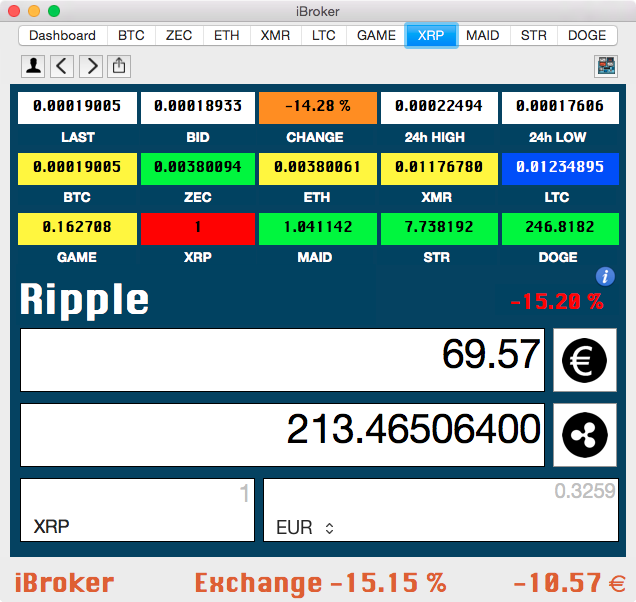 iBroker
Dashboard BTC ZEC ETH XMR LTC GAME XRP MAID STR DOGE
0.00019005 0.00018933 -14.28 % 0.00022494 0.00017606
LAST BID CHANGE 24h HIGH 24h LOW
0.00019005 0.00380094 0.00380061 0.01176780 0.01234895
BTC ZEC ETH XMR LTC
0.162708 1 1.041142 7.738192 246.8182
GAME XRP MAID STR DOGE
i
Ripple -15.20 %
69.57 €
213.46506400
1 0.3259
XRP EUR
iBroker Exchange -15.15 % -10.57 €